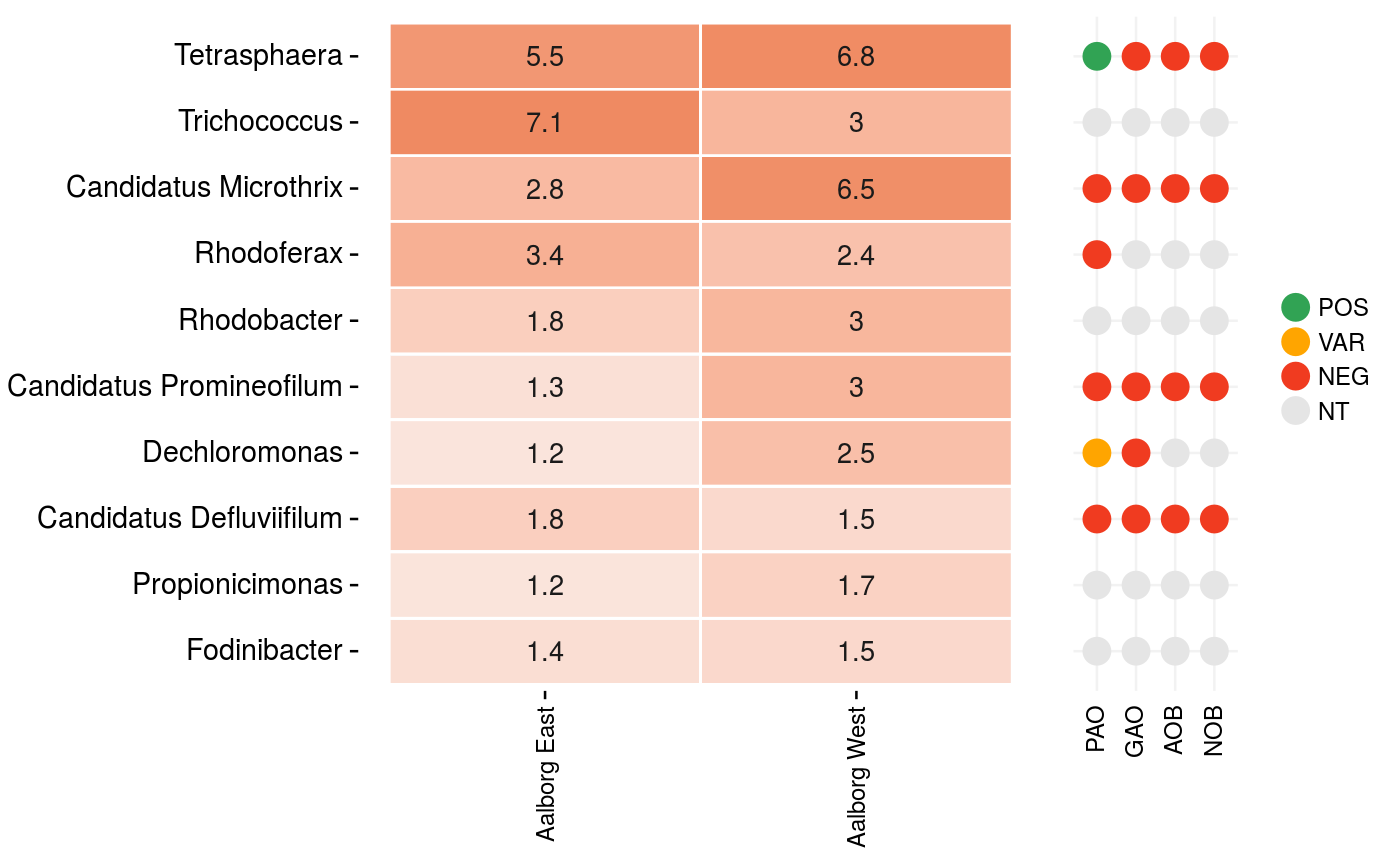 Tetrasphaera 5.5 6.8
Trichococcus 7.1 3
Candidatus Microthrix 2.8 6.5
Rhodoferax 3.4 2.4
Rhodobacter 1.8 3
Candidatus Promineofilum 1.3 3
Dechloromonas 1.2 2.5
Candidatus Defluviifilum 1.8 1.5
Propionicimonas 1.2 1.7
Fodinibacter 1.4 1.5
Aalborg East
Aalborg West
PAO
GAO
AOB
NOB
POS
VAR
NEG
NT